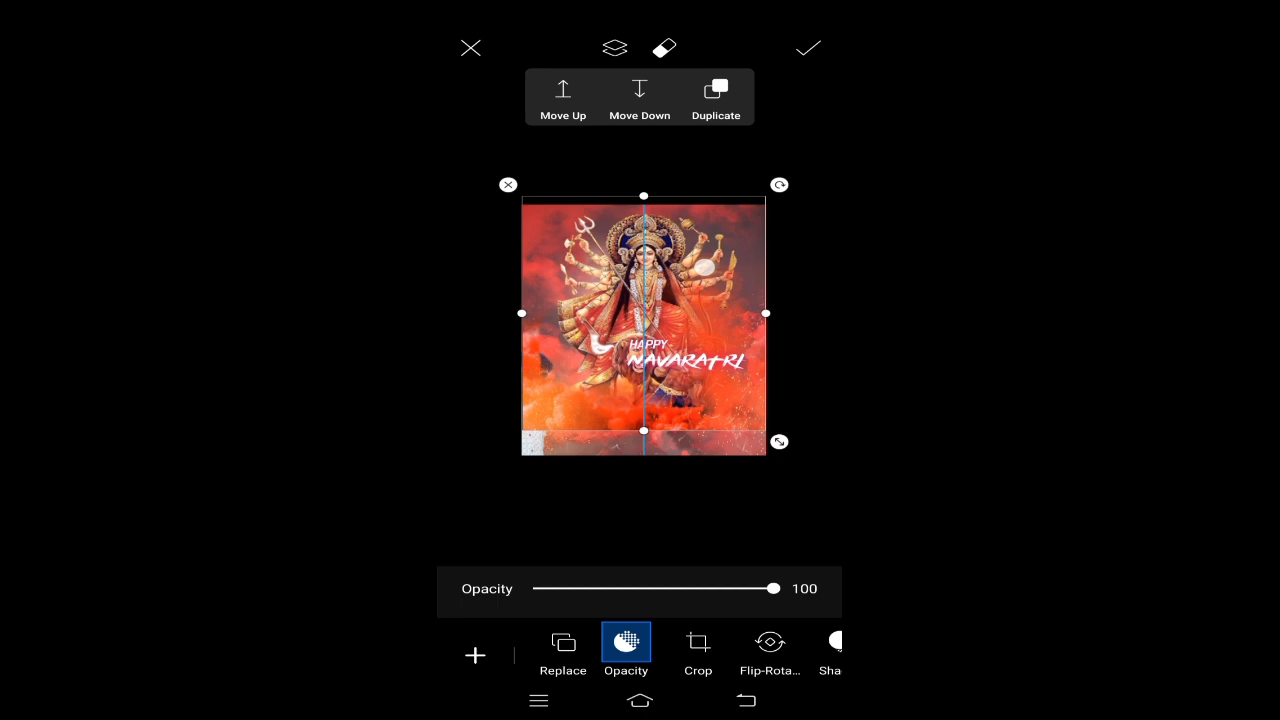 Move Up Move Down Duplicate
HAPPY
NAVARATRI
Opacity 100
Replace Opacity Crop Flip-Rota... Sha